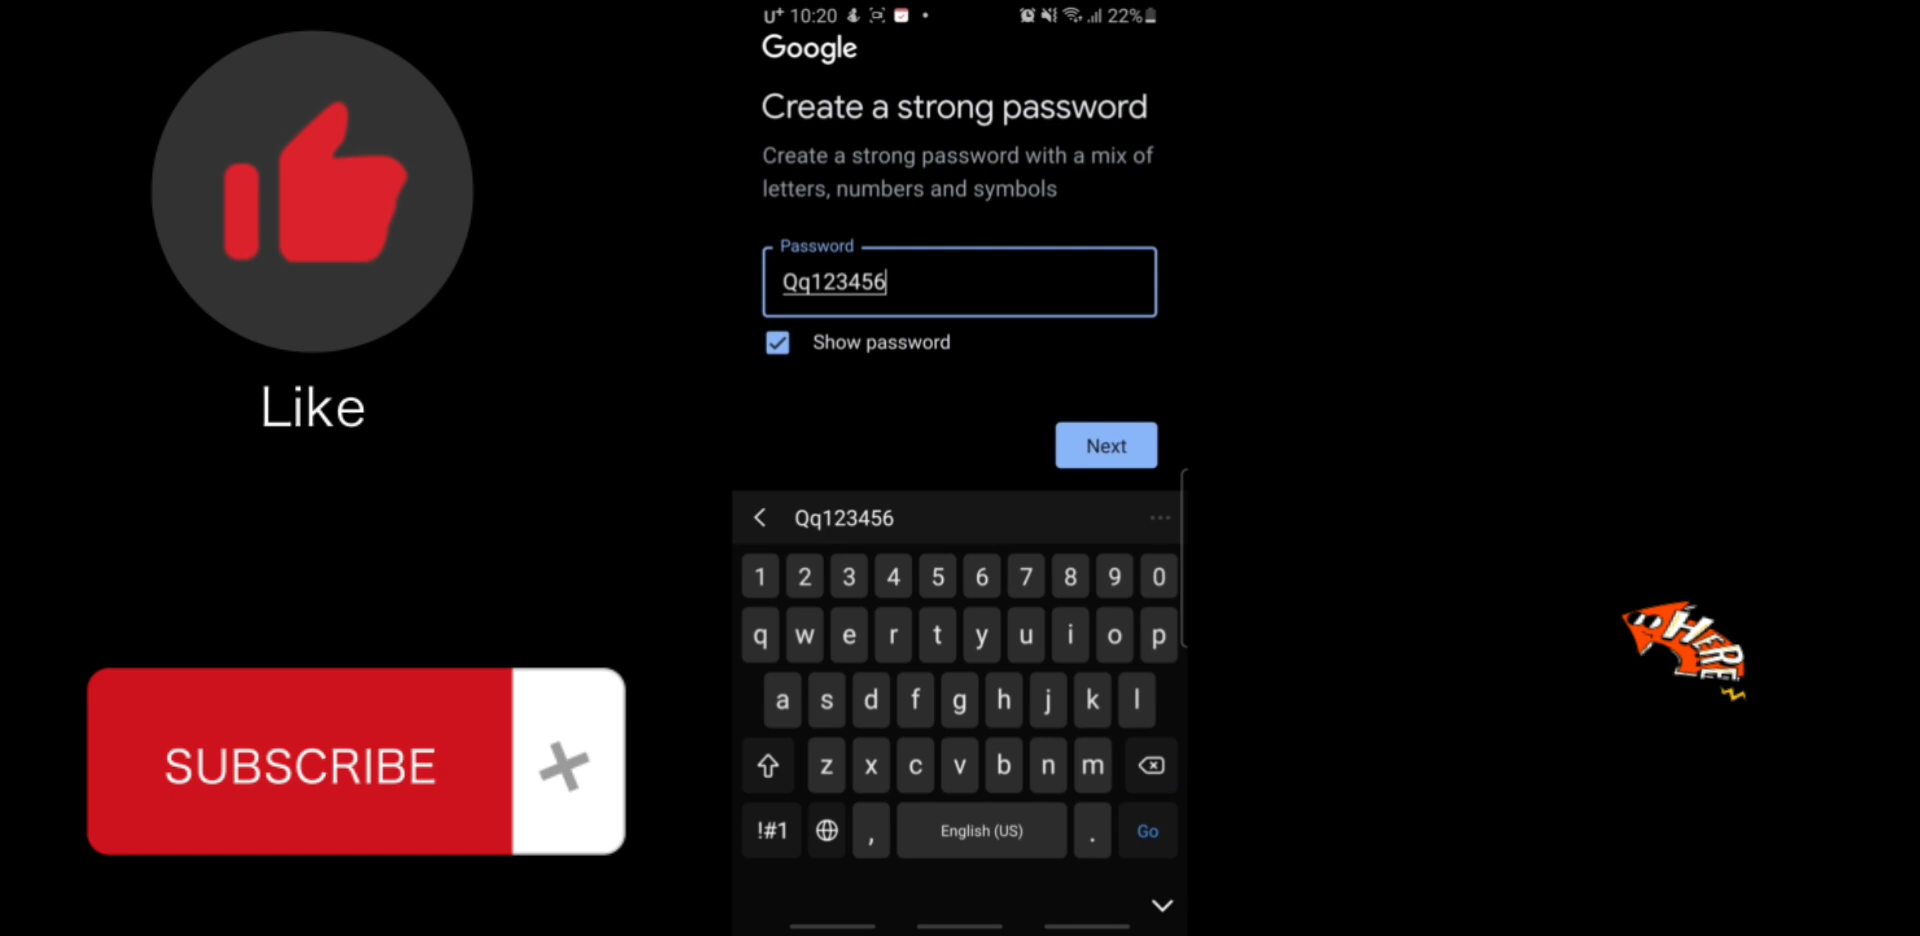 U+ 10:20
22%
Google
Create a strong password
Create a strong password with a mix of
letters, numbers and symbols
Password
Qq123456
Show password
Next
Qq123456
1 2 3 4 5 6 7 8 9 0
q w e r t y u i o p
a s d f g h j k l
z x c v b n m
!#1 , English (US) . Go
Like
SUBSCRIBE
HERE